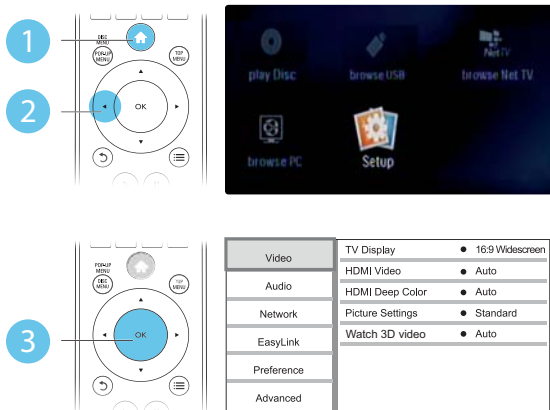 1
DISC
MENU
POP-UP
MENU
TOP
MENU
2
OK
play Disc
browse USB
Net TV
browse Net TV
browse PC
Setup
3
POP-UP
MENU
DISC
MENU
TOP
MENU
OK
Video
Audio
Network
EasyLink
Preference
Advanced
TV Display ● 16:9 Widescreen
HDMI Video ● Auto
HDMI Deep Color ● Auto
Picture Settings ● Standard
Watch 3D video ● Auto